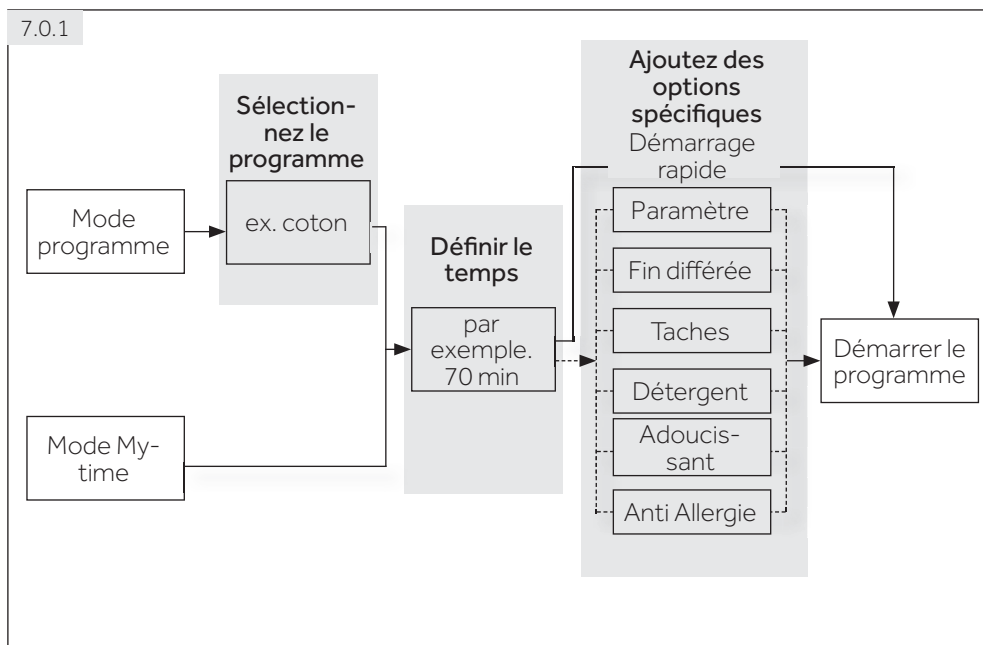 7.0.1
Sélection-
nez le
programme
ex. coton
Mode
programme
Mode My-
time
Définir le
temps
par
exemple.
70 min
Ajoutez des
options
spécifiques
Démarrage
rapide
Paramètre
Fin différée
Taches
Détergent
Adoucis-
sant
Anti Allergie
Démarrer le
programme